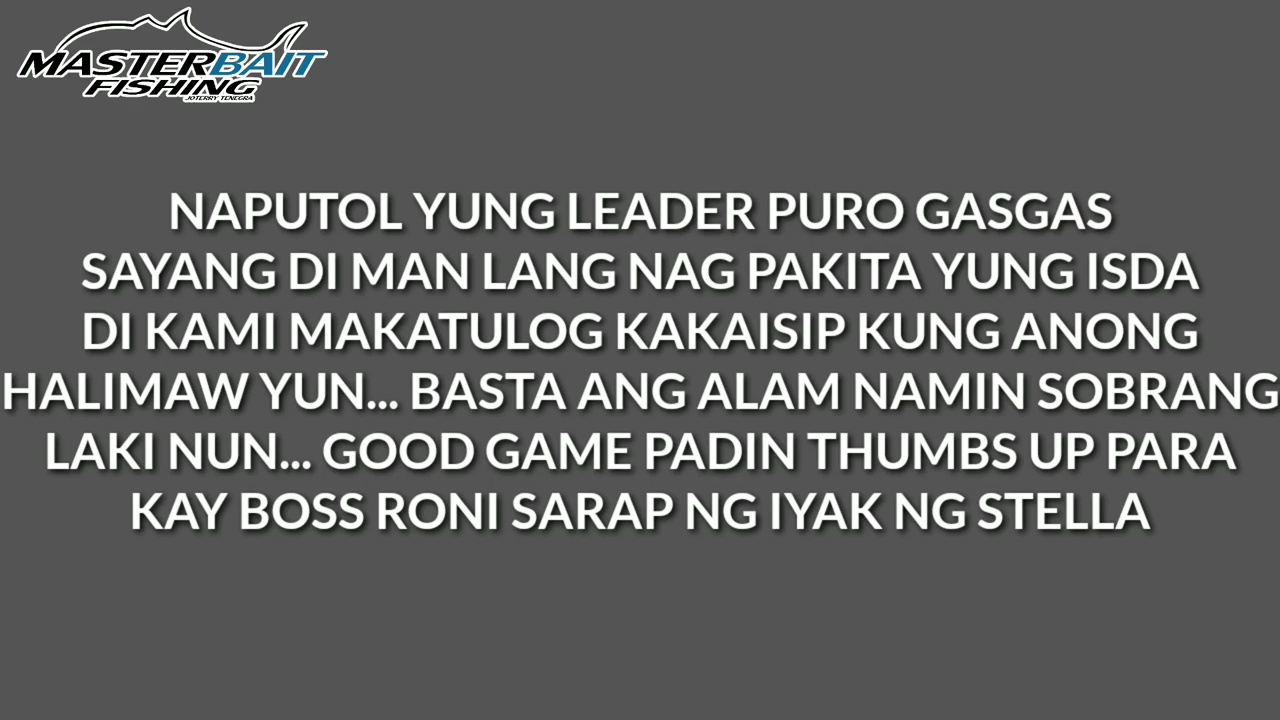 MASTERBAIT
FISHING
JOTERRY TENEGRA
NAPUTOL YUNG LEADER PURO GASGAS
SAYANG DI MAN LANG NAG PAKITA YUNG ISDA
DI KAMI MAKATULOG KAKAISIP KUNG ANONG
HALIMAW YUN... BASTA ANG ALAM NAMIN SOBRANG
LAKI NUN... GOOD GAME PADIN THUMBS UP PARA
KAY BOSS RONI SARAP NG IYAK NG STELLA